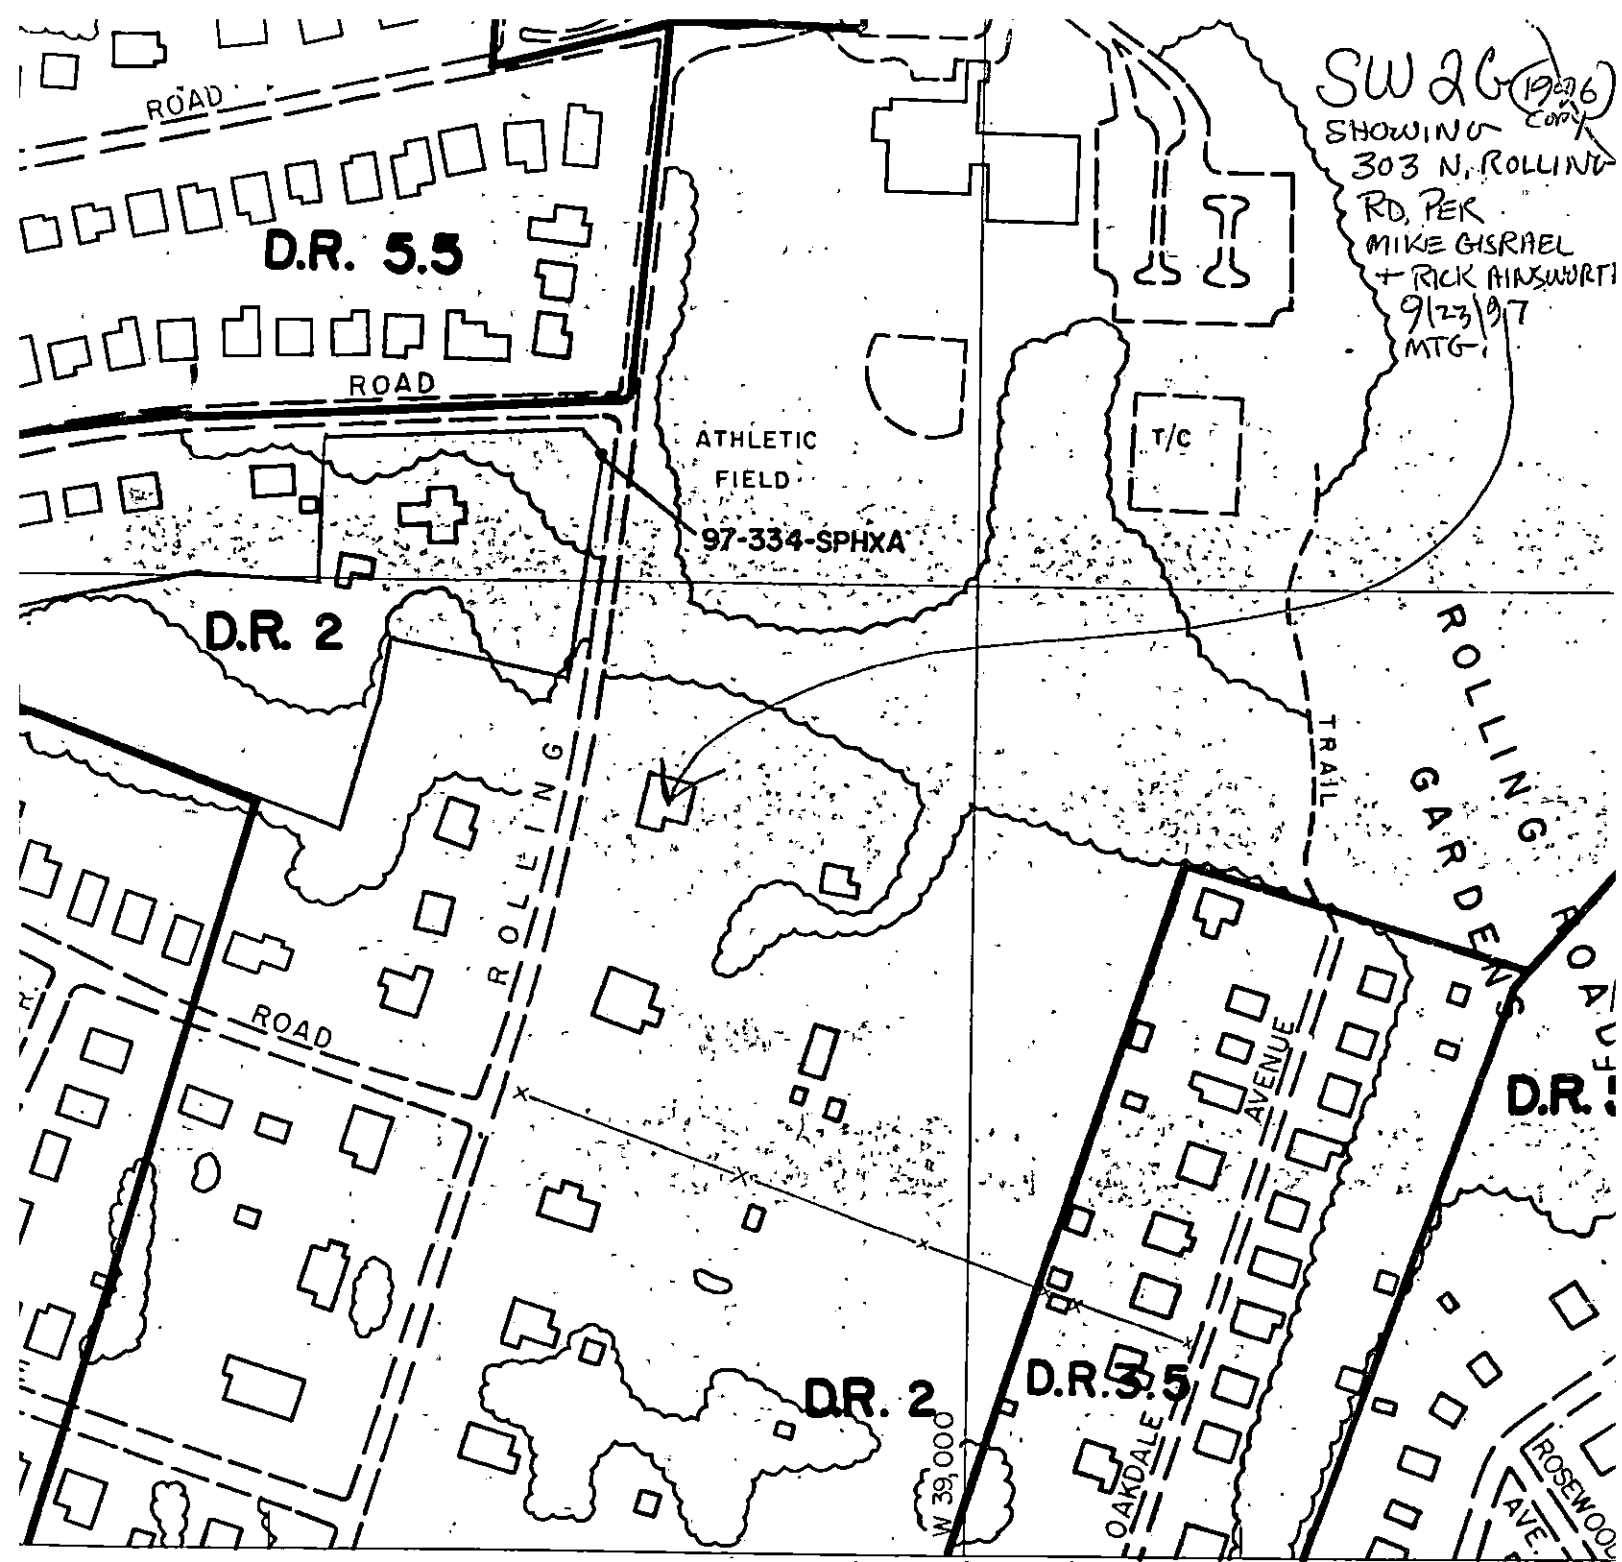 SW 2G (1996)
COPY
SHOWING
303 N. ROLLING
RD, PER
MIKE GISRAEL
+ RICK AINSWORTH
9/23/97
MTG.
ROAD
D.R. 5.5
ROAD
ATHLETIC
FIELD
T/C
97-334-SPHXA
D.R. 2
ROLLING
TRAIL
ROLLING
ROAD
GARDENS
ROAD
AVENUE
D.R.
D.R. 2
D.R. 3.5
OAKDALE
W 39,000
ROSEWOOD
AVE.